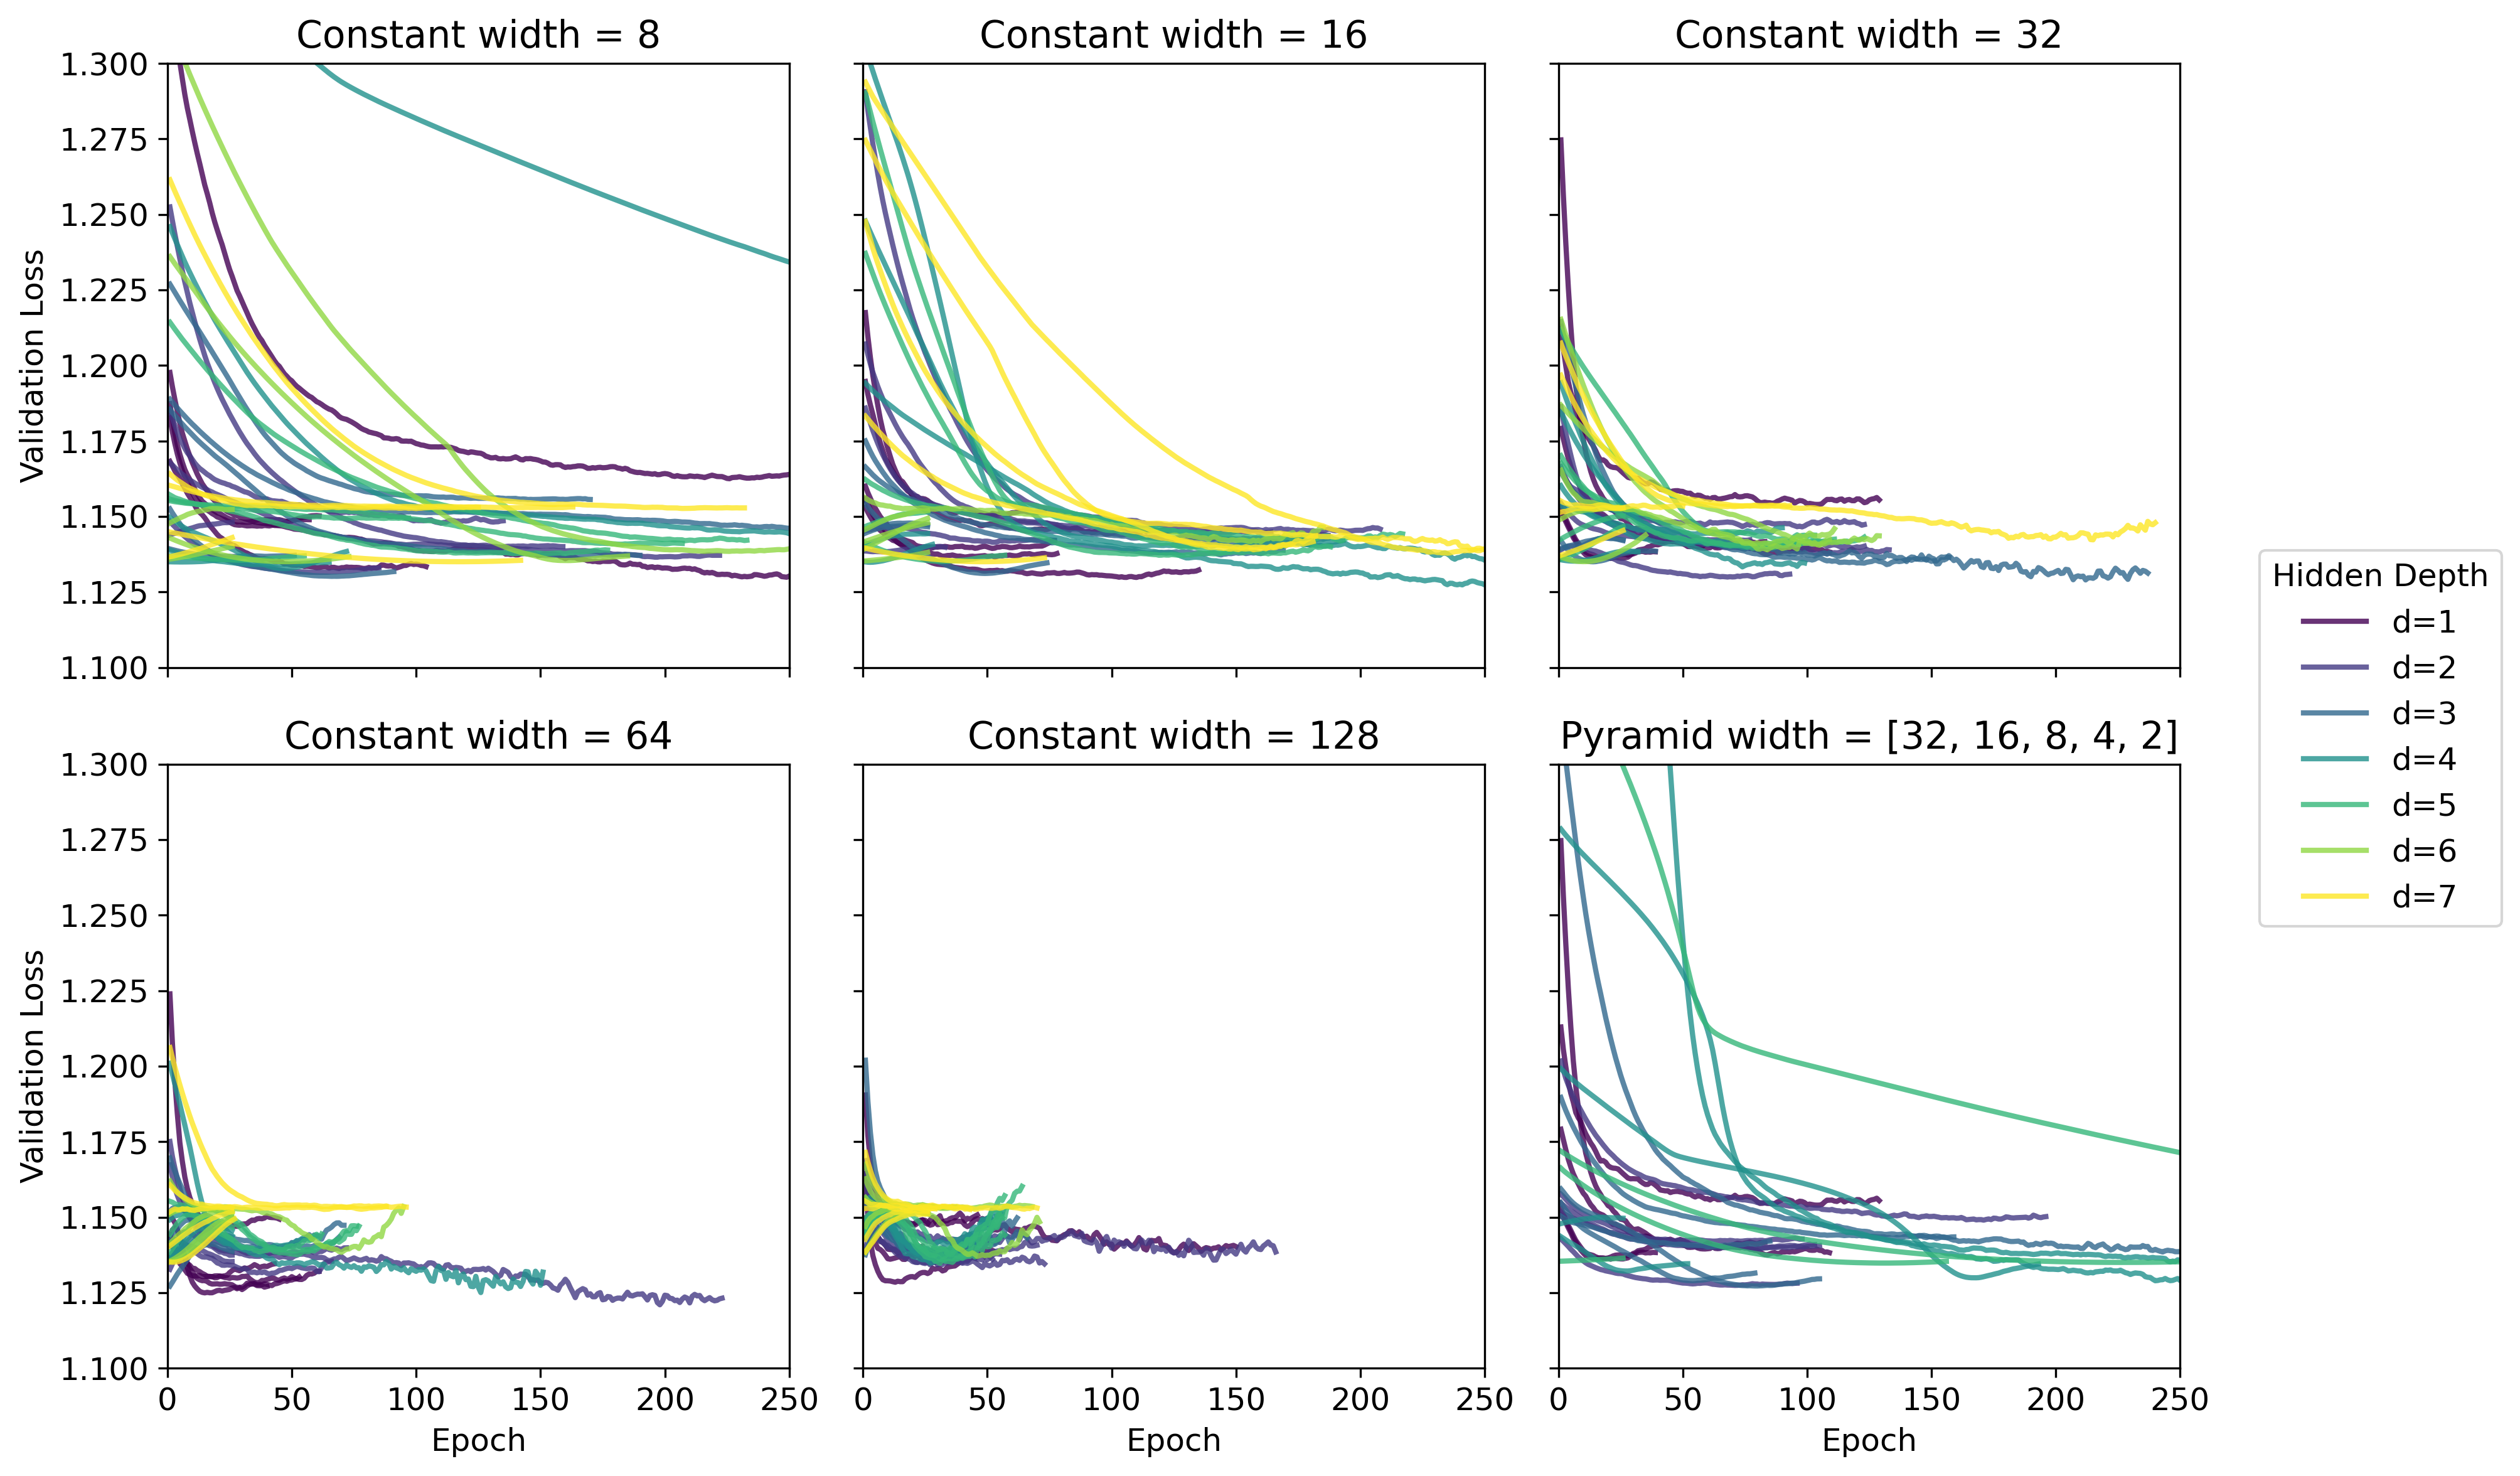 Constant width = 8
Constant width = 16
Constant width = 32
1.300
1.275
1.250
1.225
1.200
1.175
1.150
1.125
1.100
Validation Loss
Hidden Depth
d=1
d=2
d=3
d=4
d=5
d=6
d=7
Constant width = 64
Constant width = 128
Pyramid width = [32, 16, 8, 4, 2]
1.300
1.275
1.250
1.225
1.200
1.175
1.150
1.125
1.100
Validation Loss
0 50 100 150 200 250
0 50 100 150 200 250
0 50 100 150 200 250
Epoch
Epoch
Epoch